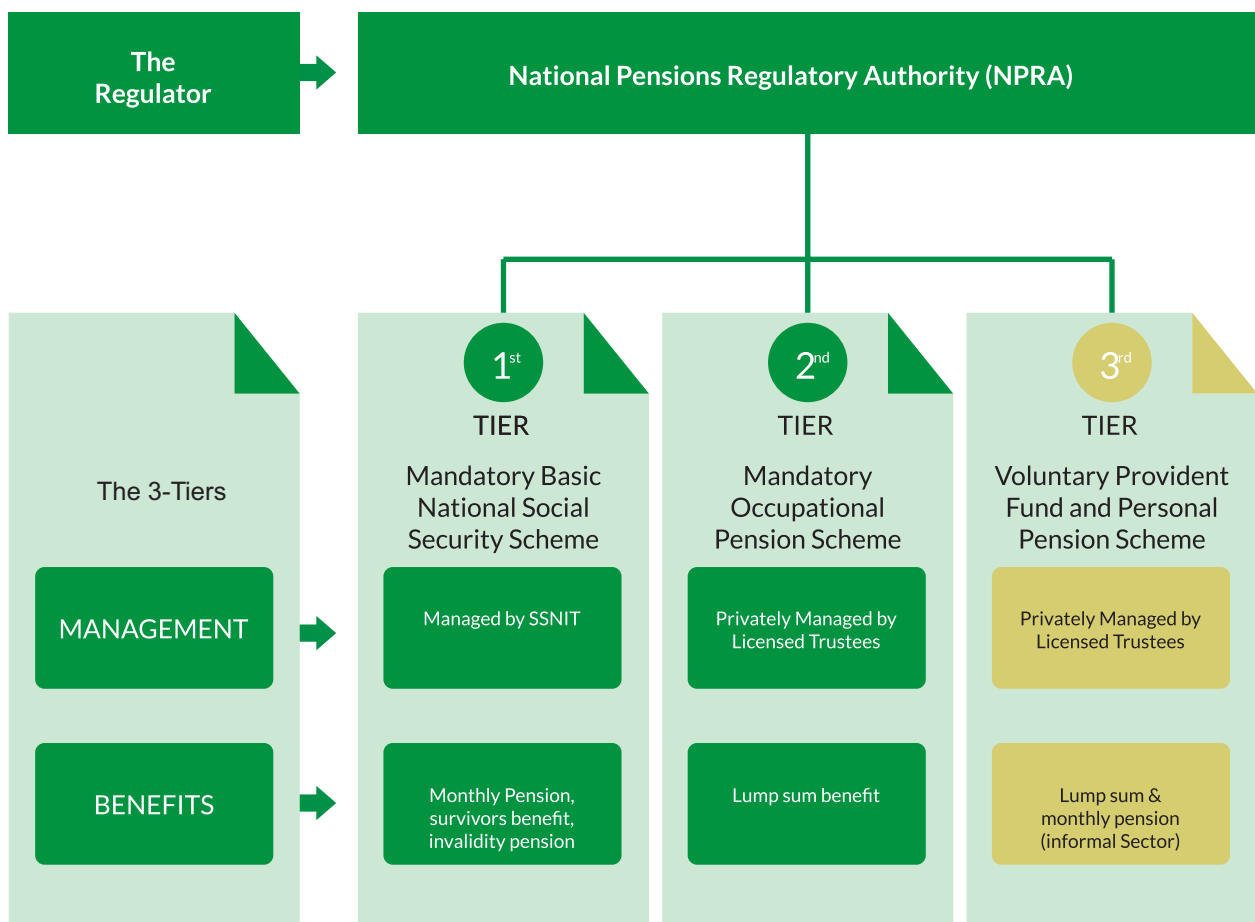 The
Regulator
National Pensions Regulatory Authority (NPRA)
The 3-Tiers
1st
TIER
Mandatory Basic
National Social
Security Scheme
2nd
TIER
Mandatory
Occupational
Pension Scheme
3rd
TIER
Voluntary Provident
Fund and Personal
Pension Scheme
MANAGEMENT
Managed by SSNIT
Privately Managed by
Licensed Trustees
Privately Managed by
Licensed Trustees
BENEFITS
Monthly Pension,
survivors benefit,
invalidity pension
Lump sum benefit
Lump sum &
monthly pension
(informal Sector)